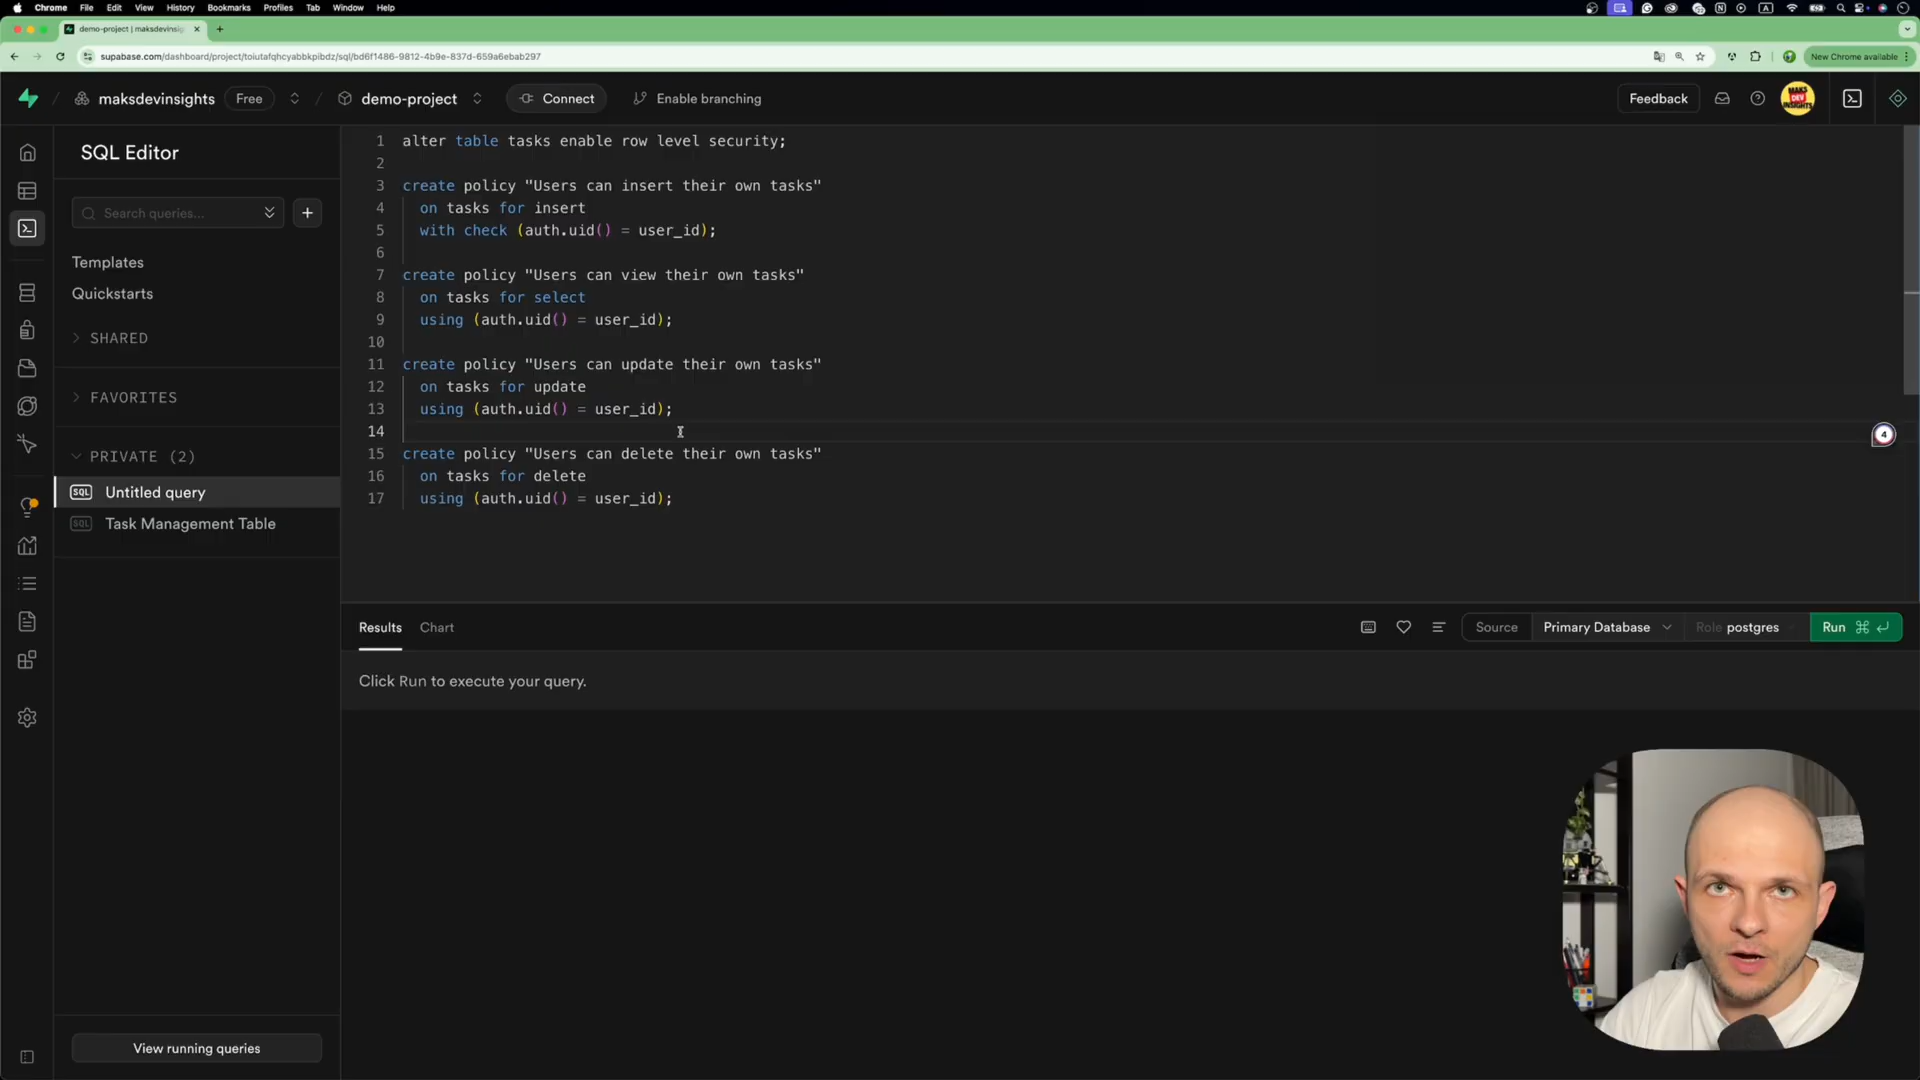 Chrome File Edit View History Bookmarks Profiles Tab Window Help
demo-project | maksdevinsig
supabase.com/dashboard/project/toiutafqhcyabbkpibdz/sql/bd6f1486-9812-4b9e-837d-659a6ebab297
New Chrome available
maksdevinsights Free demo-project Connect Enable branching Feedback
MAKS DEV INSIGHTS
SQL Editor
Search queries...
Templates
Quickstarts
SHARED
FAVORITES
PRIVATE (2)
SQL Untitled query
SQL Task Management Table
View running queries
1 alter table tasks enable row level security;
2
3 create policy "Users can insert their own tasks"
4 on tasks for insert
5 with check (auth.uid() = user_id);
6
7 create policy "Users can view their own tasks"
8 on tasks for select
9 using (auth.uid() = user_id);
10
11 create policy "Users can update their own tasks"
12 on tasks for update
13 using (auth.uid() = user_id);
14
4
15 create policy "Users can delete their own tasks"
16 on tasks for delete
17 using (auth.uid() = user_id);
Results Chart Source Primary Database Role postgres Run
Click Run to execute your query.